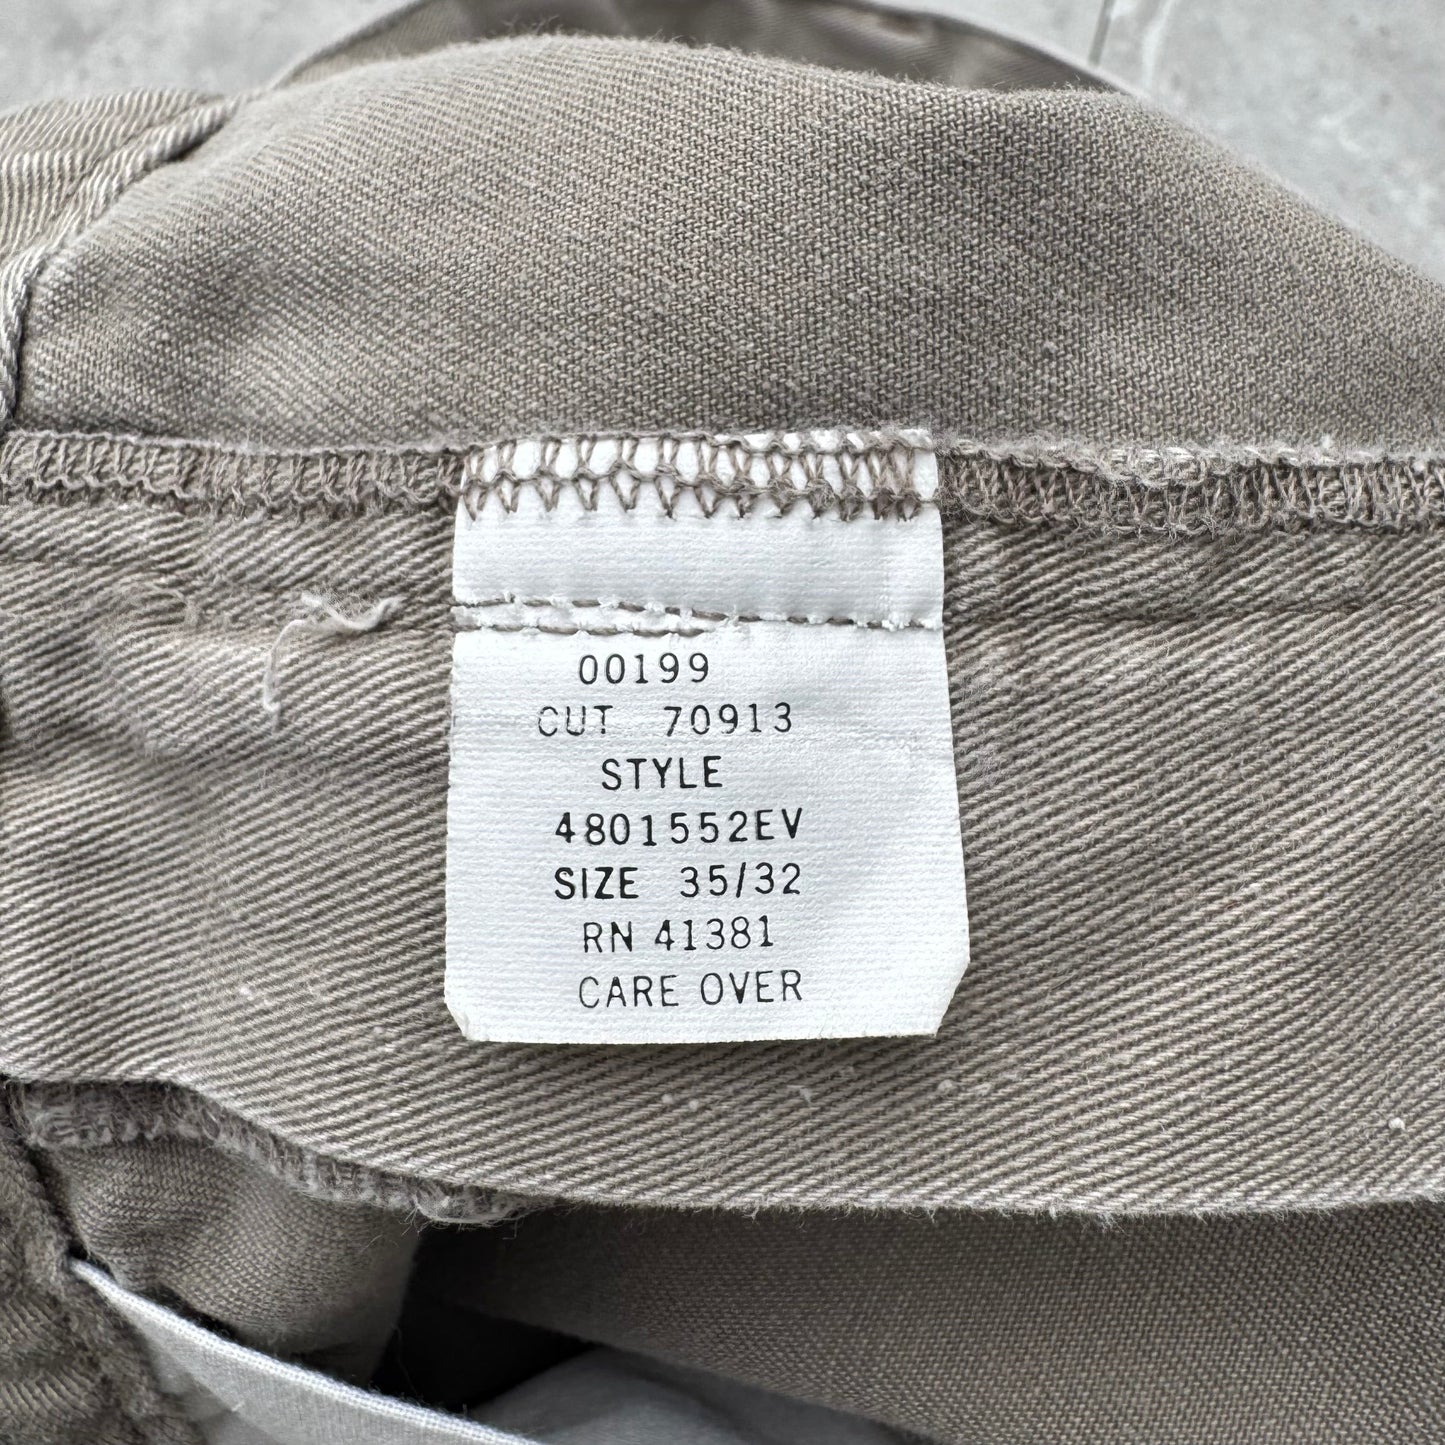 00199
CUT 70913
STYLE
4801552EV
SIZE 35/32
RN 41381
CARE OVER